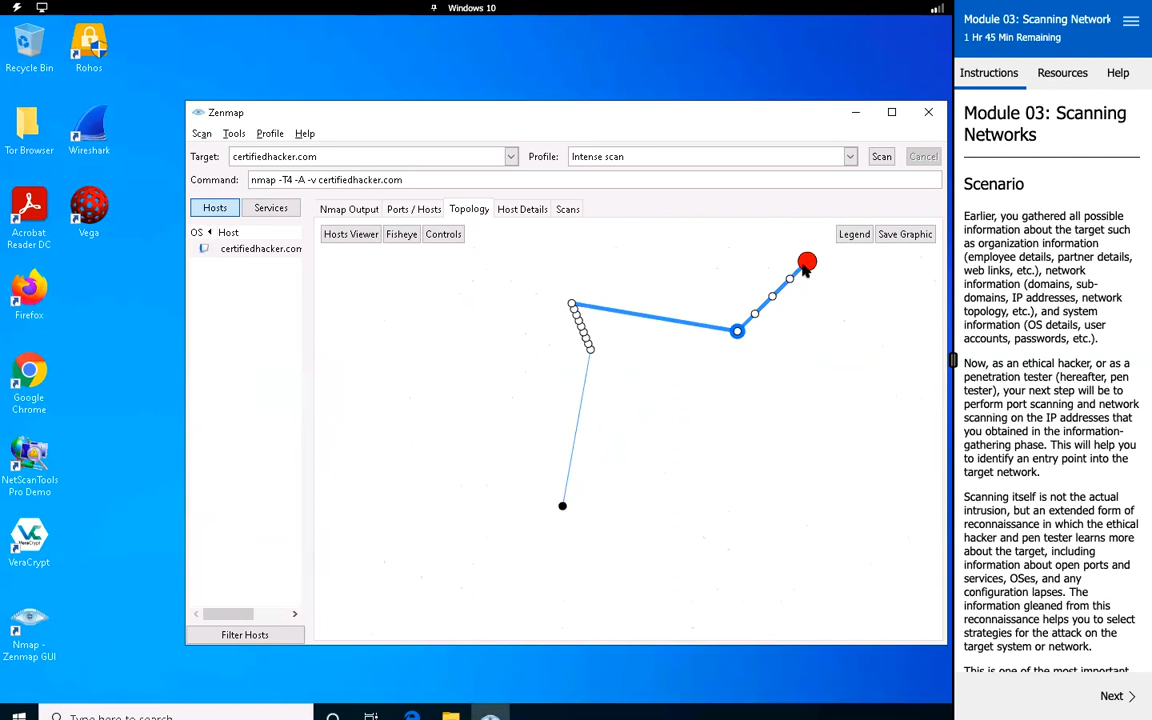 Windows 10
Recycle Bin
Rohos
Tor Browser
Wireshark
Acrobat
Reader DC
Vega
Firefox
Google
Chrome
NetScanTools
Pro Demo
VeraCrypt
Nmap -
Zenmap GUI
Type here to search
Zenmap
Scan Tools Profile Help
Target: certifiedhacker.com Profile: Intense scan Scan Cancel
Command: nmap -T4 -A -v certifiedhacker.com
Hosts Services
Nmap Output Ports / Hosts Topology Host Details Scans
OS Host
certifiedhacker.com
Hosts Viewer Fisheye Controls Legend Save Graphic
Filter Hosts
Module 03: Scanning Network
1 Hr 45 Min Remaining
Instructions Resources Help
Module 03: Scanning
Networks
Scenario
Earlier, you gathered all possible
information about the target such
as organization information
(employee details, partner details,
web links, etc.), network
information (domains, sub-
domains, IP addresses, network
topology, etc.), and system
information (OS details, user
accounts, passwords, etc.).
Now, as an ethical hacker, or as a
penetration tester (hereafter, pen
tester), your next step will be to
perform port scanning and network
scanning on the IP addresses that
you obtained in the information-
gathering phase. This will help you
to identify an entry point into the
target network.
Scanning itself is not the actual
intrusion, but an extended form of
reconnaissance in which the ethical
hacker and pen tester learns more
about the target, including
information about open ports and
services, OSes, and any
configuration lapses. The
information gleaned from this
reconnaissance helps you to select
strategies for the attack on the
target system or network.
This is one of the most important
Next